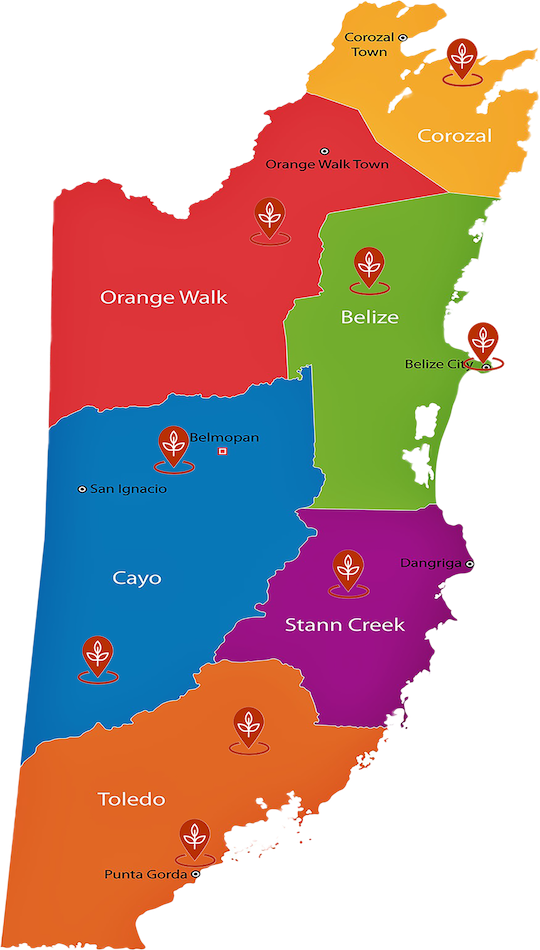 Corozal
Town
Corozal
Orange Walk Town
Orange Walk
Belize
Belize City
Belmopan
San Ignacio
Dangriga
Cayo
Stann Creek
Toledo
Punta Gorda